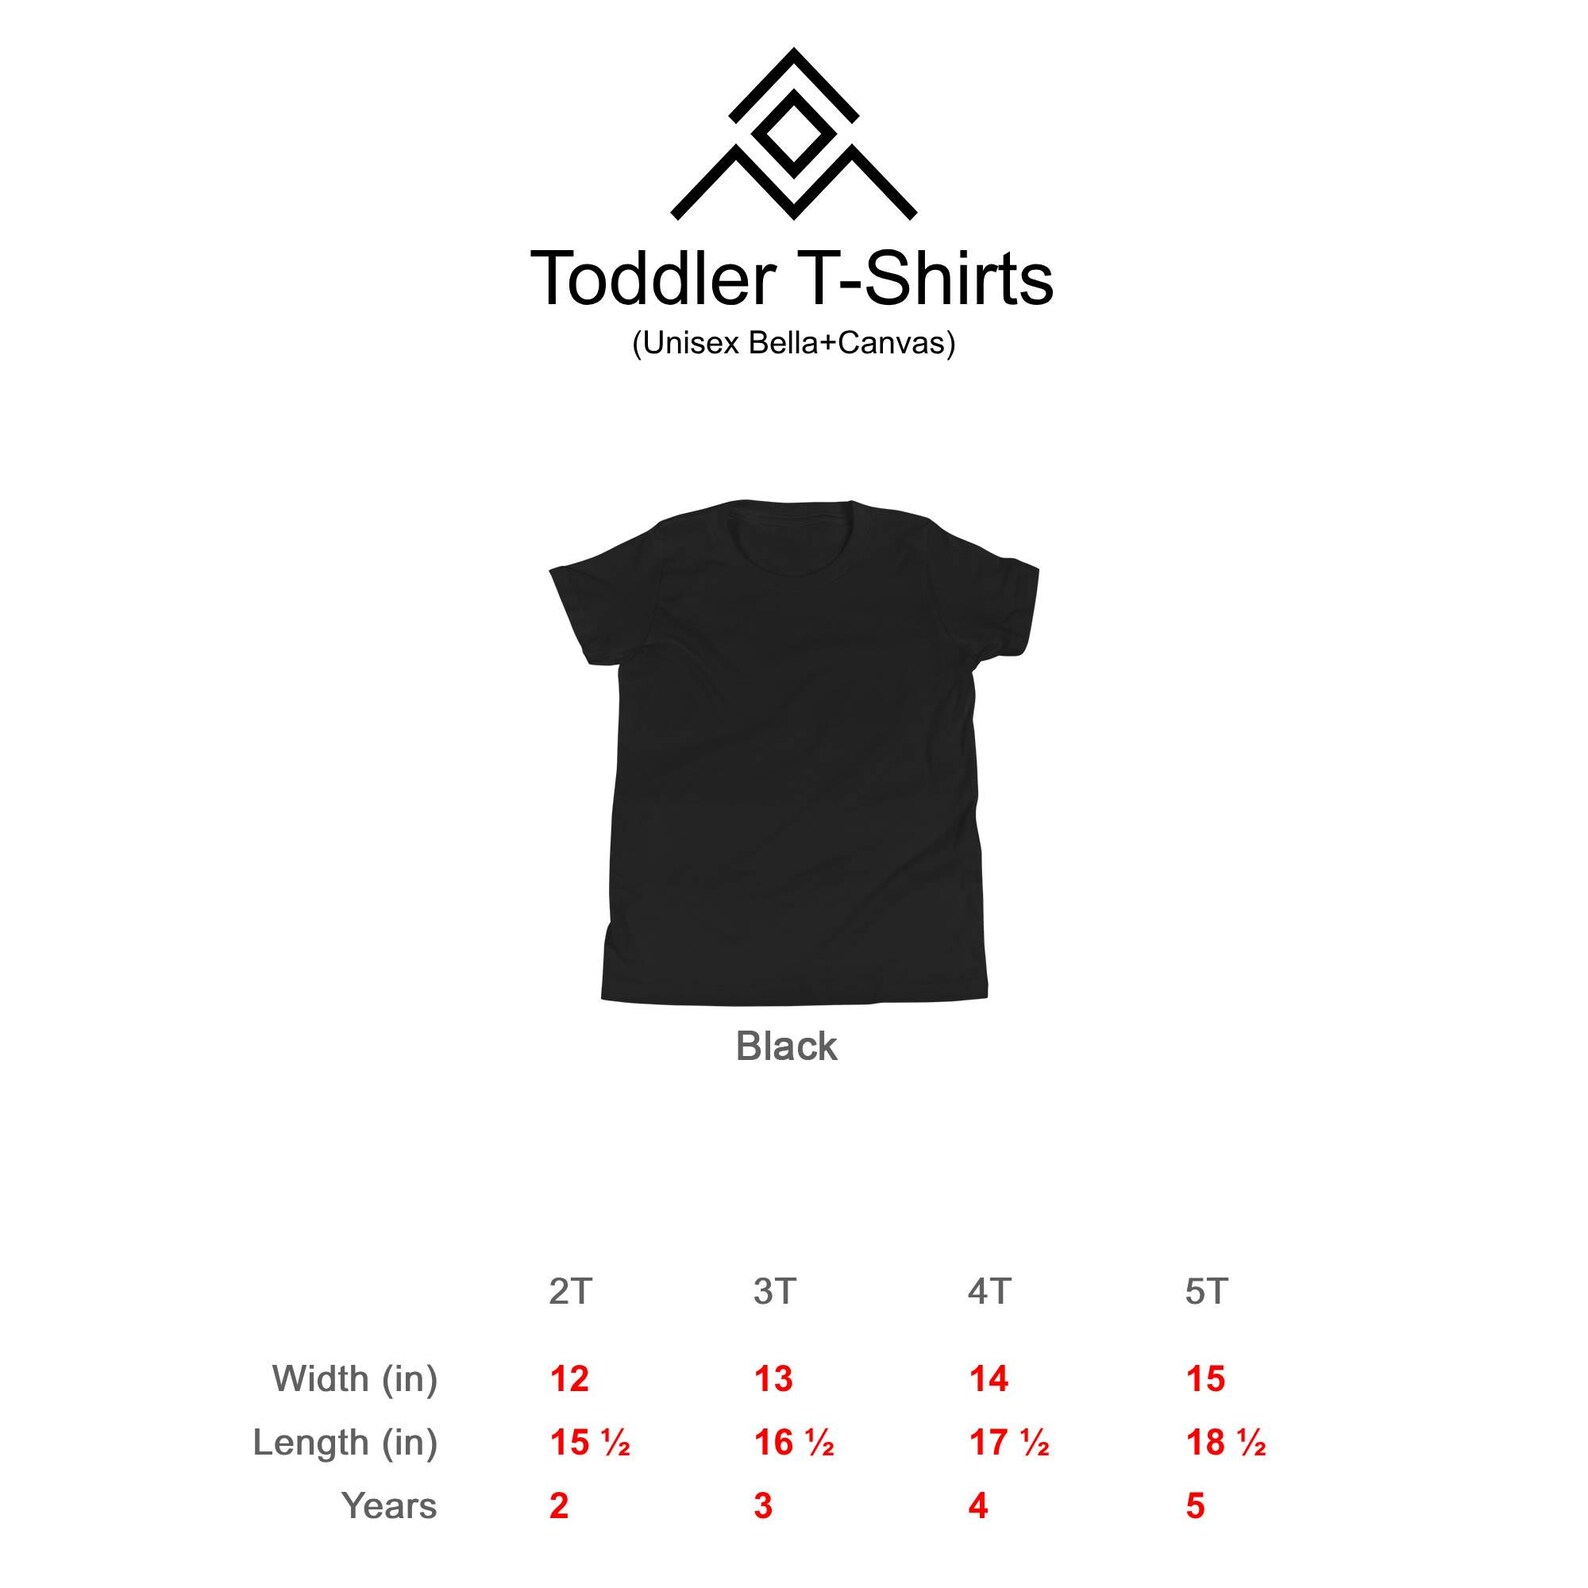 Toddler T-Shirts
(Unisex Bella+Canvas)
Black
2T 3T 4T 5T
Width (in) 12 13 14 15
Length (in) 15 ½ 16 ½ 17 ½ 18 ½
Years 2 3 4 5